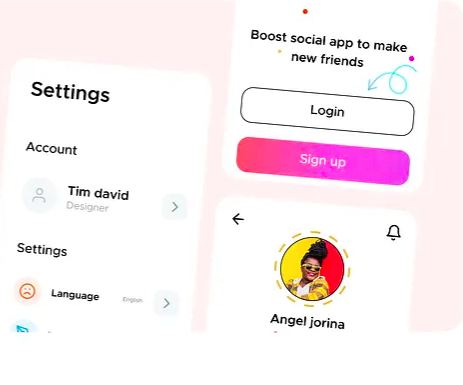 Settings
Account
Tim david
Designer
Settings
Language
English
Boost social app to make
new friends
Login
Sign up
Angel jorina